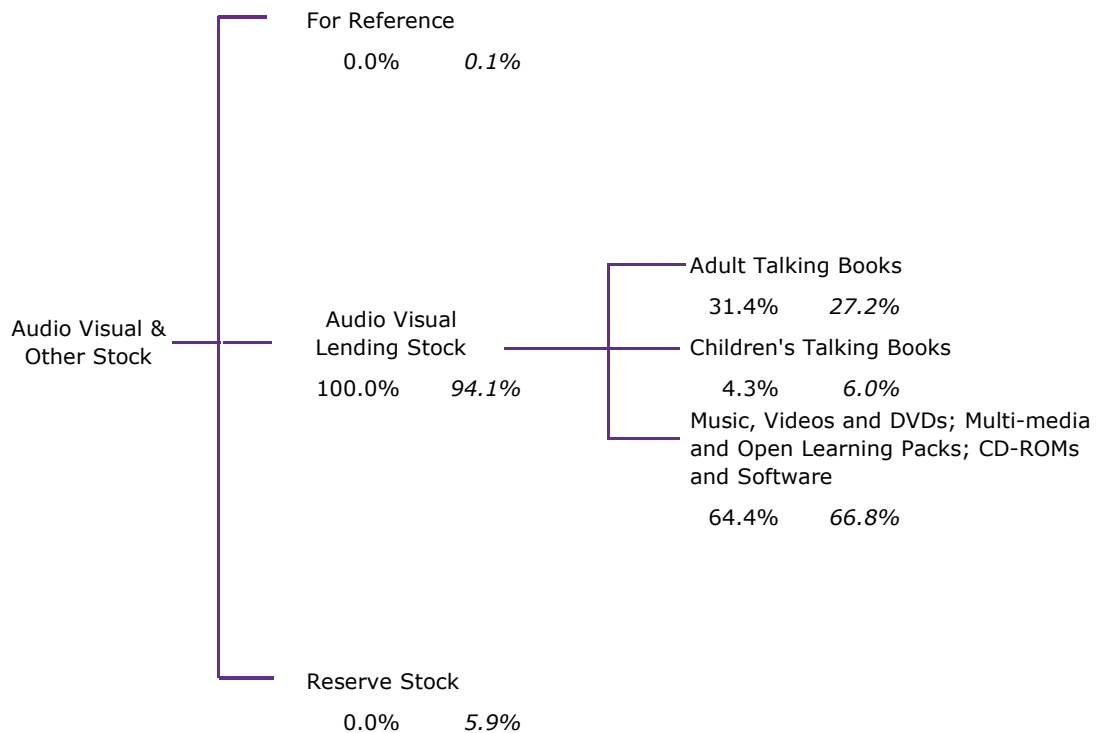 For Reference
0.0% 0.1%
Audio Visual &
Other Stock
Audio Visual
Lending Stock
100.0% 94.1%
Adult Talking Books
31.4% 27.2%
Children's Talking Books
4.3% 6.0%
Music, Videos and DVDs; Multi-media
and Open Learning Packs; CD-ROMs
and Software
64.4% 66.8%
Reserve Stock
0.0% 5.9%